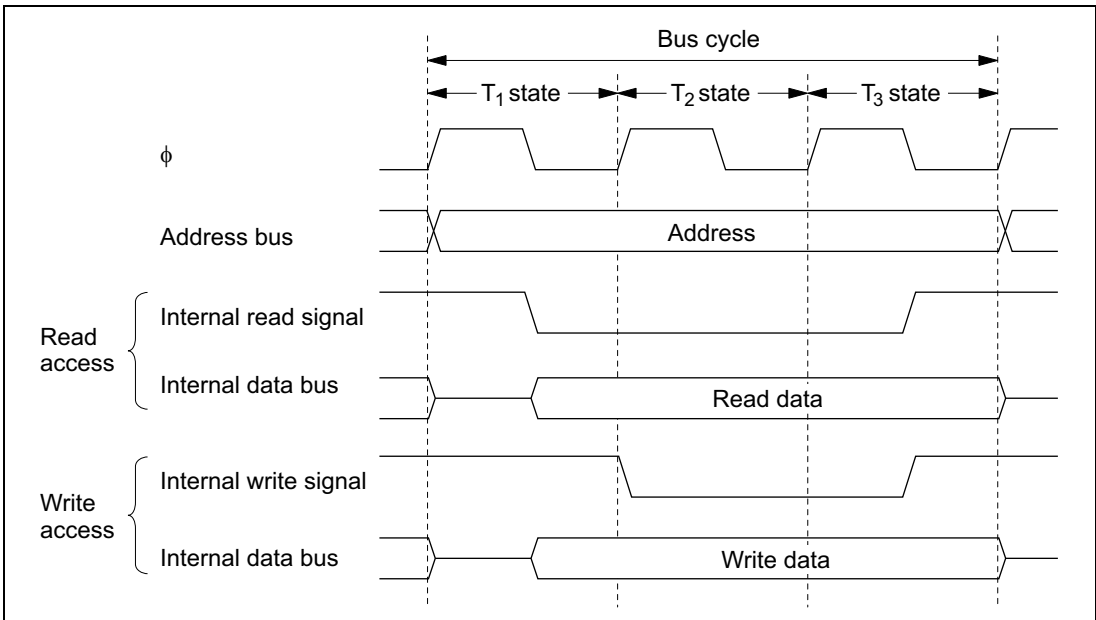 Bus cycle
T₁ state T₂ state T₃ state
ϕ
Address bus Address
Read
access
Internal read signal
Internal data bus Read data
Write
access
Internal write signal
Internal data bus Write data